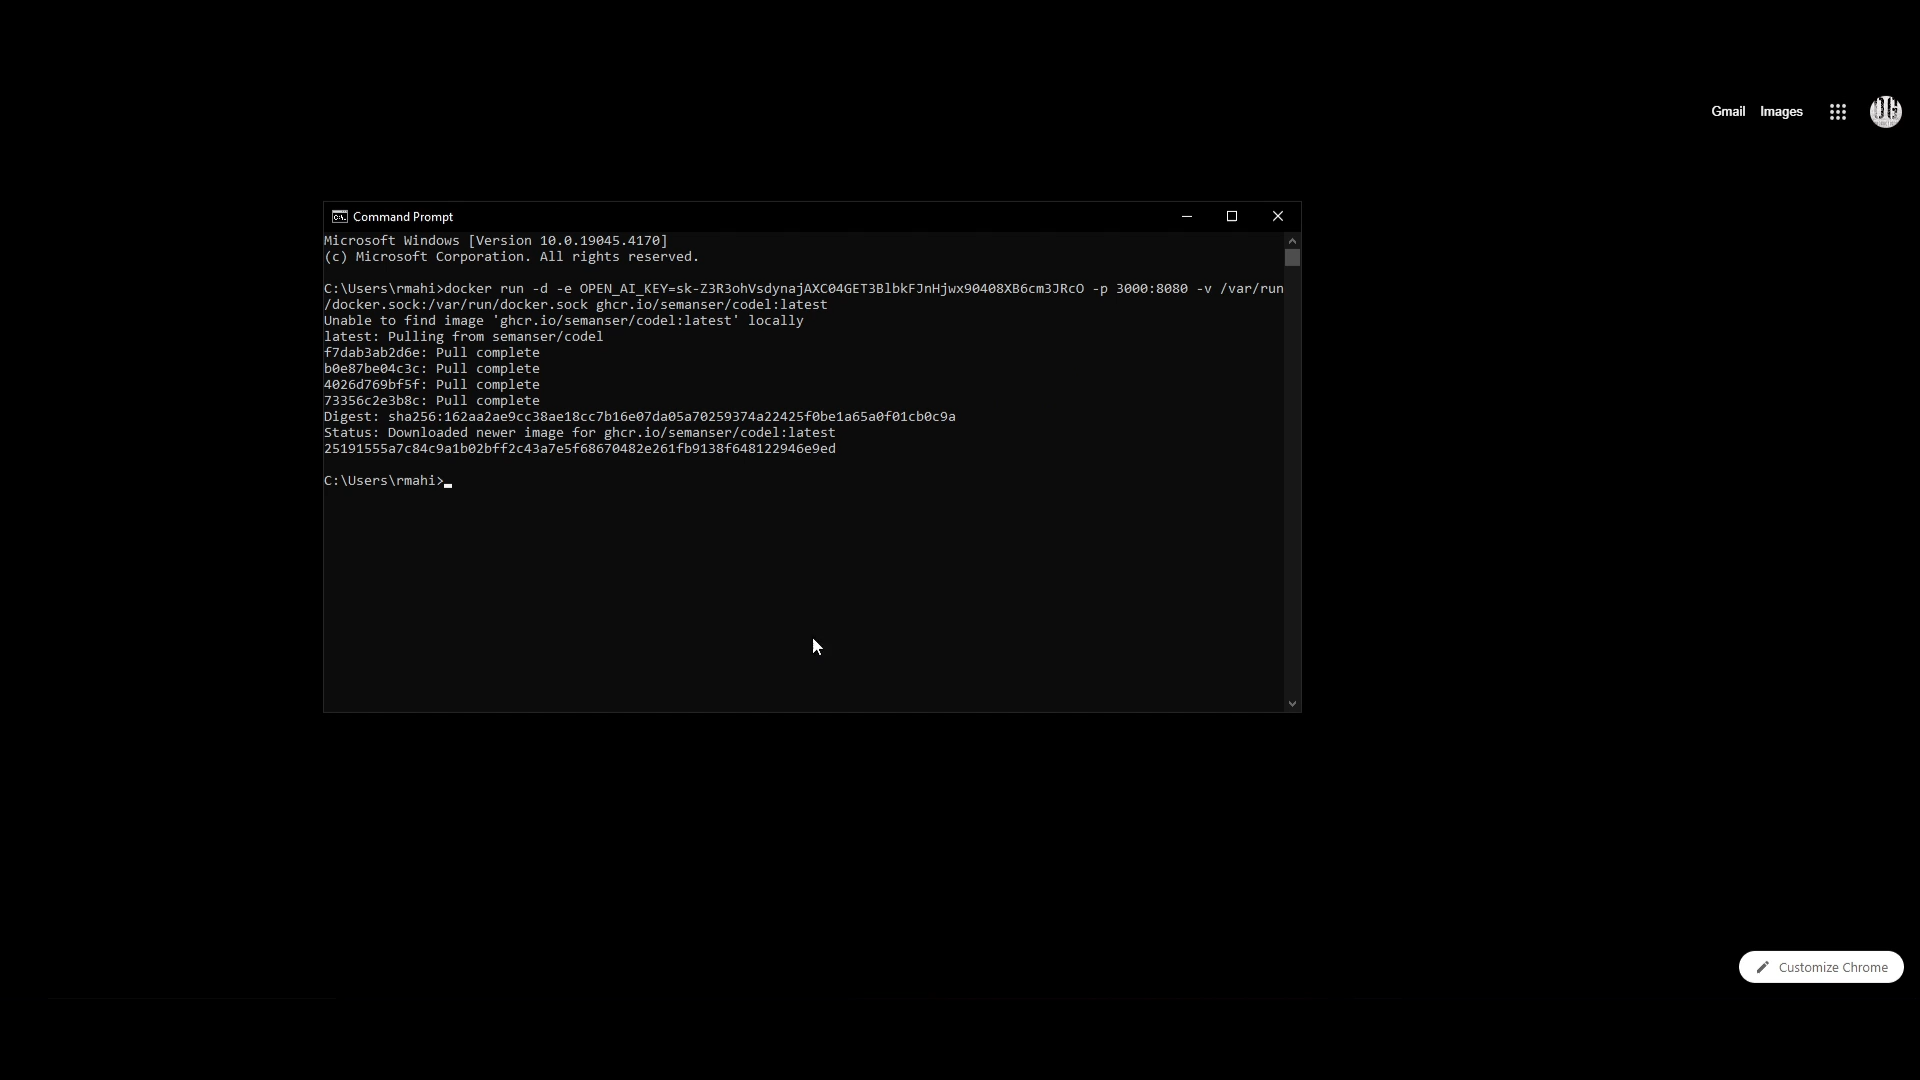 Gmail Images
Command Prompt
Microsoft Windows [Version 10.0.19045.4170]
(c) Microsoft Corporation. All rights reserved.
C:\Users\rmahi>docker run -d -e OPEN_AI_KEY=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 -p 3000:8080 -v /var/run
/docker.sock:/var/run/docker.sock ghcr.io/semanser/codel:latest
Unable to find image 'ghcr.io/semanser/codel:latest' locally
latest: Pulling from semanser/codel
f7dab3ab2d6e: Pull complete
b0e87be04c3c: Pull complete
4026d769bf5f: Pull complete
73356c2e3b8c: Pull complete
Digest: sha256:162aa2ae9cc38ae18cc7b16e07da05a70259374a22425f0be1a65a0f01cb0c9a
Status: Downloaded newer image for ghcr.io/semanser/codel:latest
25191555a7c84c9a1b02bff2c43a7e5f68670482e261fb9138f648122946e9ed
C:\Users\rmahi>
Customize Chrome